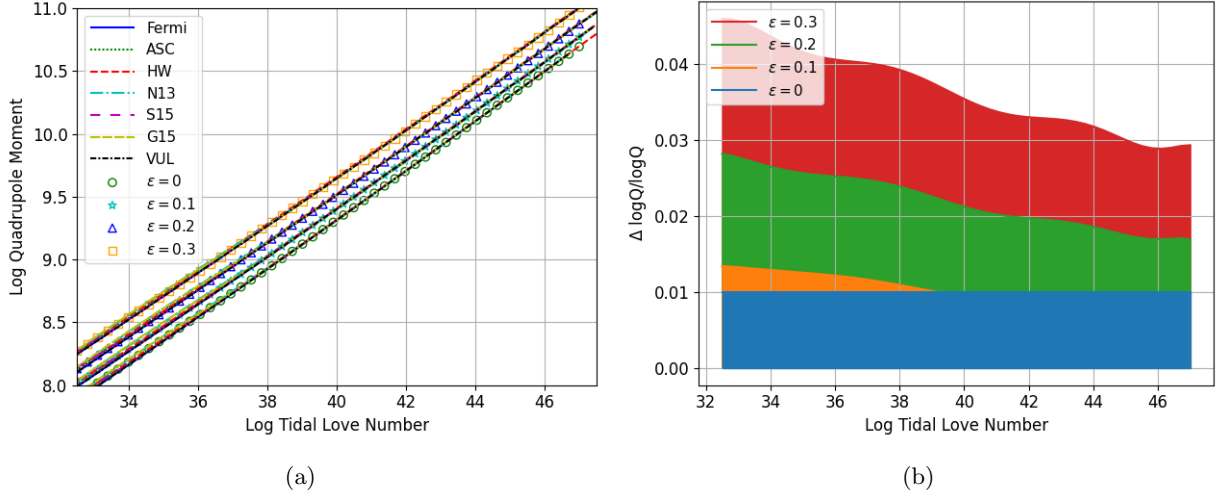 11.0
10.5
10.0
9.5
9.0
8.5
8.0
Log Quadrupole Moment
Fermi
ASC
HW
N13
S15
G15
VUL
ε = 0
ε = 0.1
ε = 0.2
ε = 0.3
34 36 38 40 42 44 46
Log Tidal Love Number
(a)
0.04
0.03
0.02
0.01
0.00
Δ logQ/logQ
ε = 0.3
ε = 0.2
ε = 0.1
ε = 0
32 34 36 38 40 42 44 46
Log Tidal Love Number
(b)